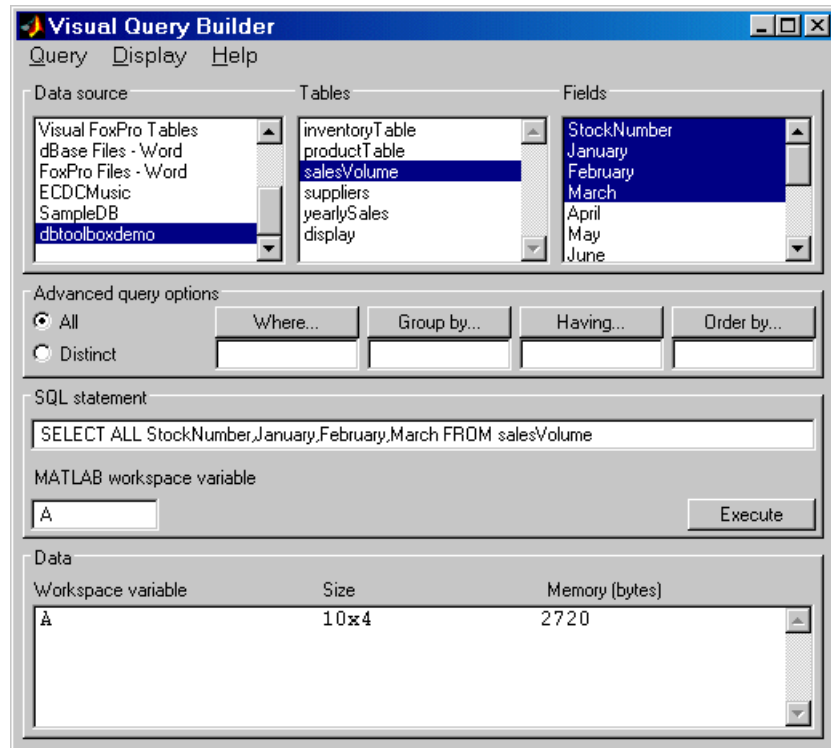 Visual Query Builder
Query Display Help
Data source Tables Fields
Visual FoxPro Tables
dBase Files - Word
FoxPro Files - Word
ECDCMusic
SampleDB
dbtoolboxdemo
inventoryTable
productTable
salesVolume
suppliers
yearlySales
display
StockNumber
January
February
March
April
May
June
Advanced query options
All
Distinct
Where... Group by... Having... Order by...
SQL statement
SELECT ALL StockNumber,January,February,March FROM salesVolume
MATLAB workspace variable
A
Execute
Data
Workspace variable Size Memory (bytes)
A 10x4 2720